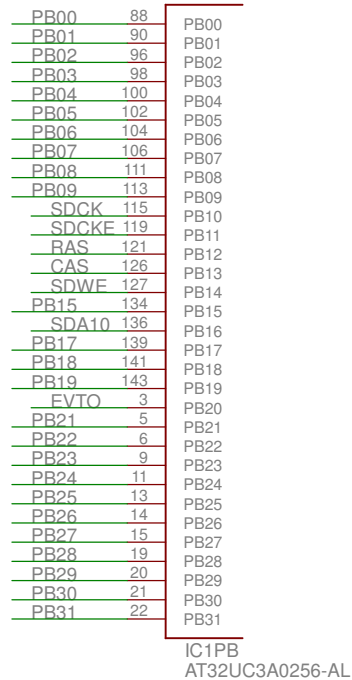 PB00 88 PB00
PB01 90 PB01
PB02 96 PB02
PB03 98 PB03
PB04 100 PB04
PB05 102 PB05
PB06 104 PB06
PB07 106 PB07
PB08 111 PB08
PB09 113 PB09
SDCK 115 PB10
SDCKE 119 PB11
RAS 121 PB12
CAS 126 PB13
SDWE 127 PB14
PB15 134 PB15
SDA10 136 PB16
PB17 139 PB17
PB18 141 PB18
PB19 143 PB19
EVTO 3 PB20
PB21 5 PB21
PB22 6 PB22
PB23 9 PB23
PB24 11 PB24
PB25 13 PB25
PB26 14 PB26
PB27 15 PB27
PB28 19 PB28
PB29 20 PB29
PB30 21 PB30
PB31 22 PB31
IC1PB
AT32UC3A0256-AL